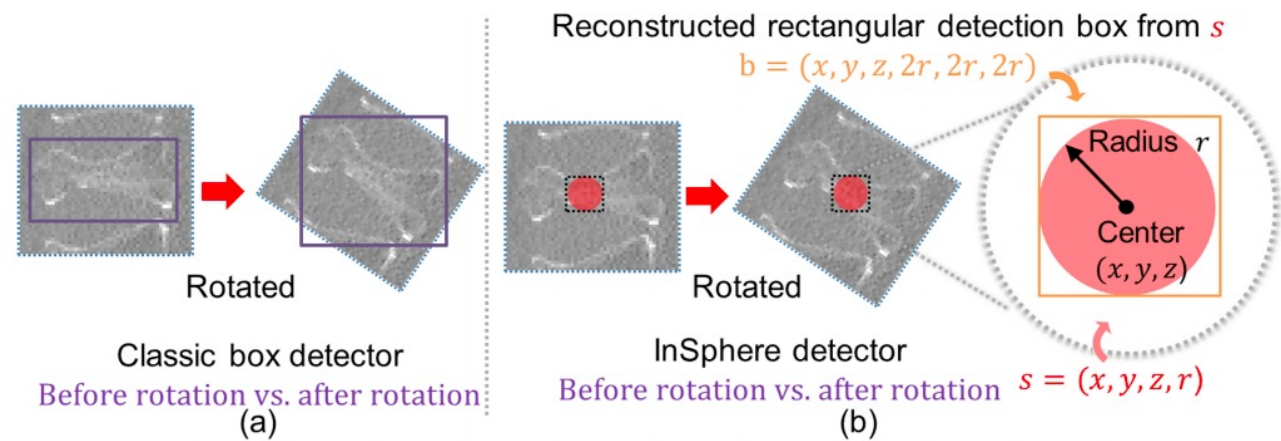 Rotated
Classic box detector
Before rotation vs. after rotation
(a)
Reconstructed rectangular detection box from s
b = (x, y, z, 2r, 2r, 2r)
Rotated
InSphere detector
Before rotation vs. after rotation
(b)
Radius r
Center
(x, y, z)
s = (x, y, z, r)